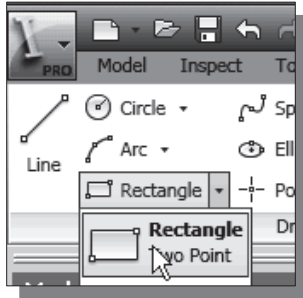 PRO
Model Inspect
Circle
Line
Arc
Rectangle
Rectangle
Two Point